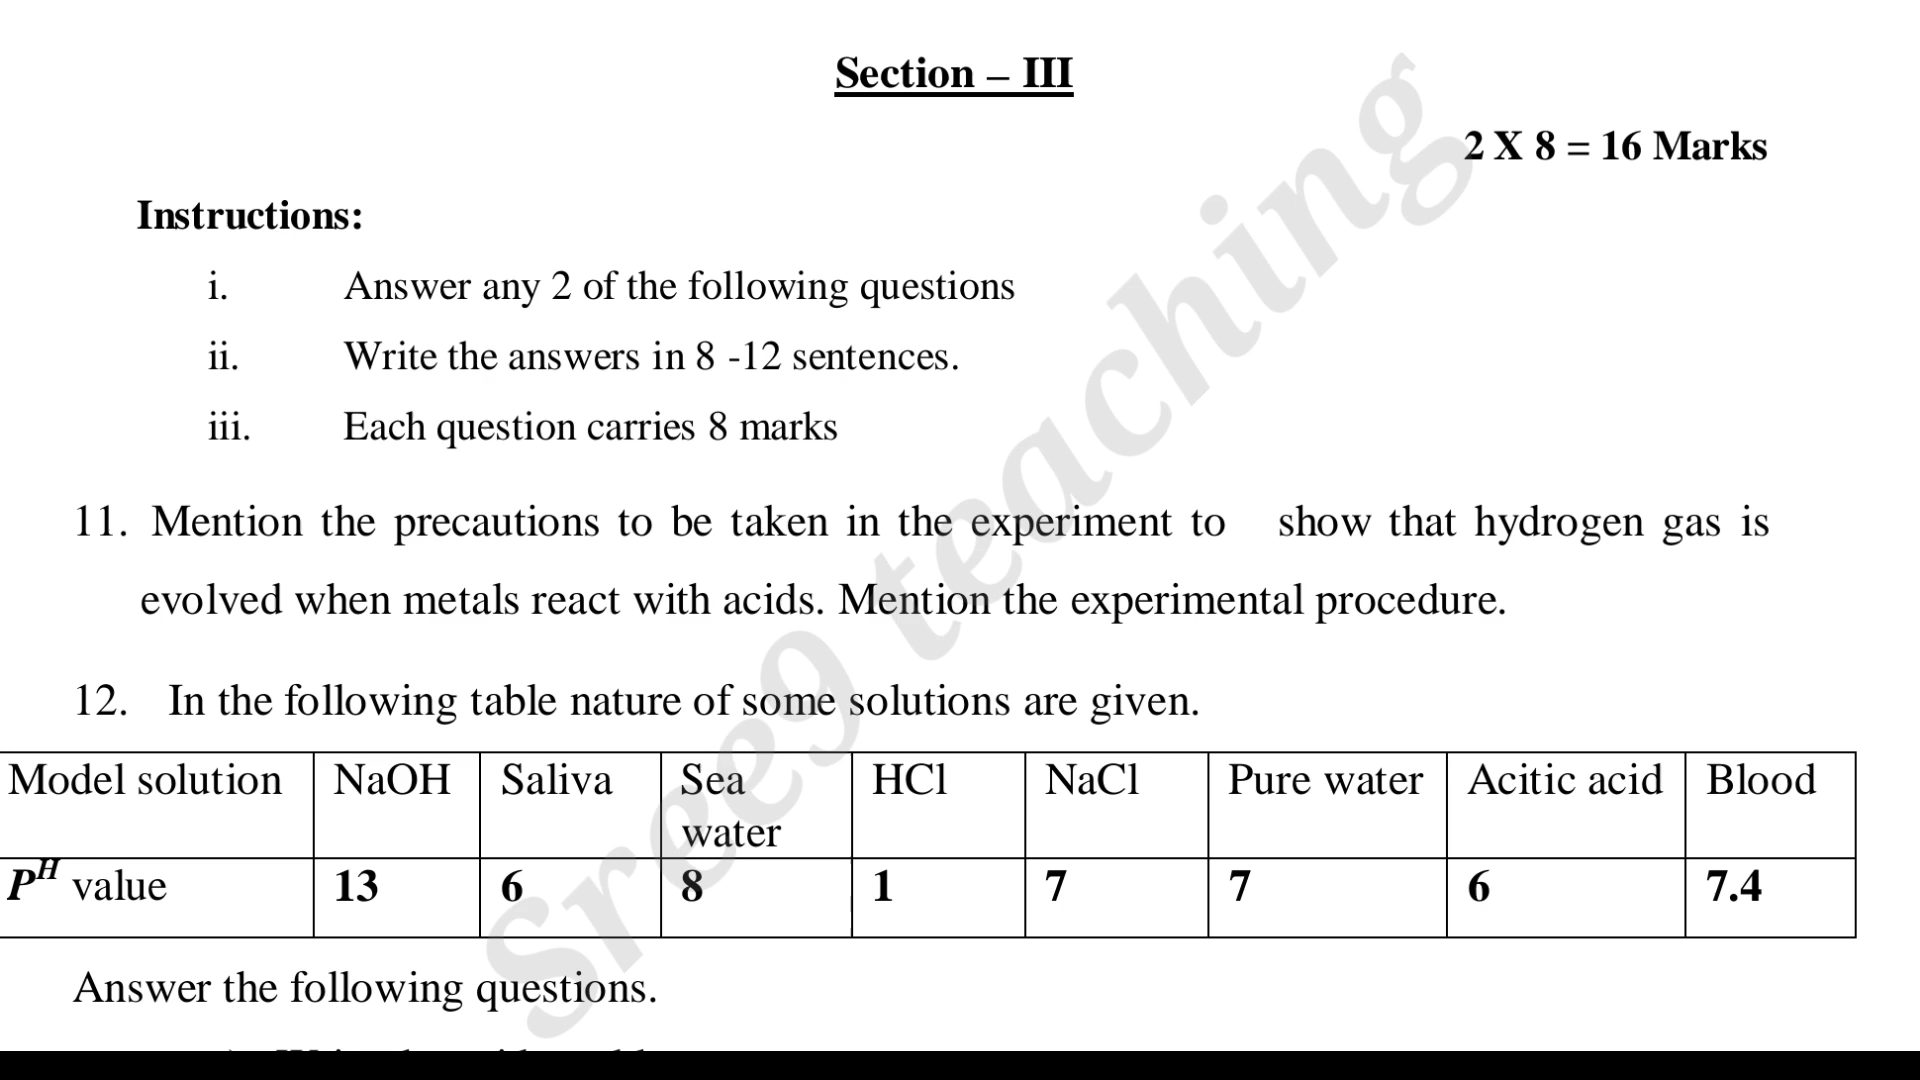 Section – III
2 X 8 = 16 Marks
Instructions:
i. Answer any 2 of the following questions
ii. Write the answers in 8 -12 sentences.
iii. Each question carries 8 marks
11. Mention the precautions to be taken in the experiment to show that hydrogen gas is
evolved when metals react with acids. Mention the experimental procedure.
12. In the following table nature of some solutions are given.
Model solution NaOH Saliva Sea water HCl NaCl Pure water Acitic acid Blood
P^H value 13 6 8 1 7 7 6 7.4
Answer the following questions.
Sree9 teaching